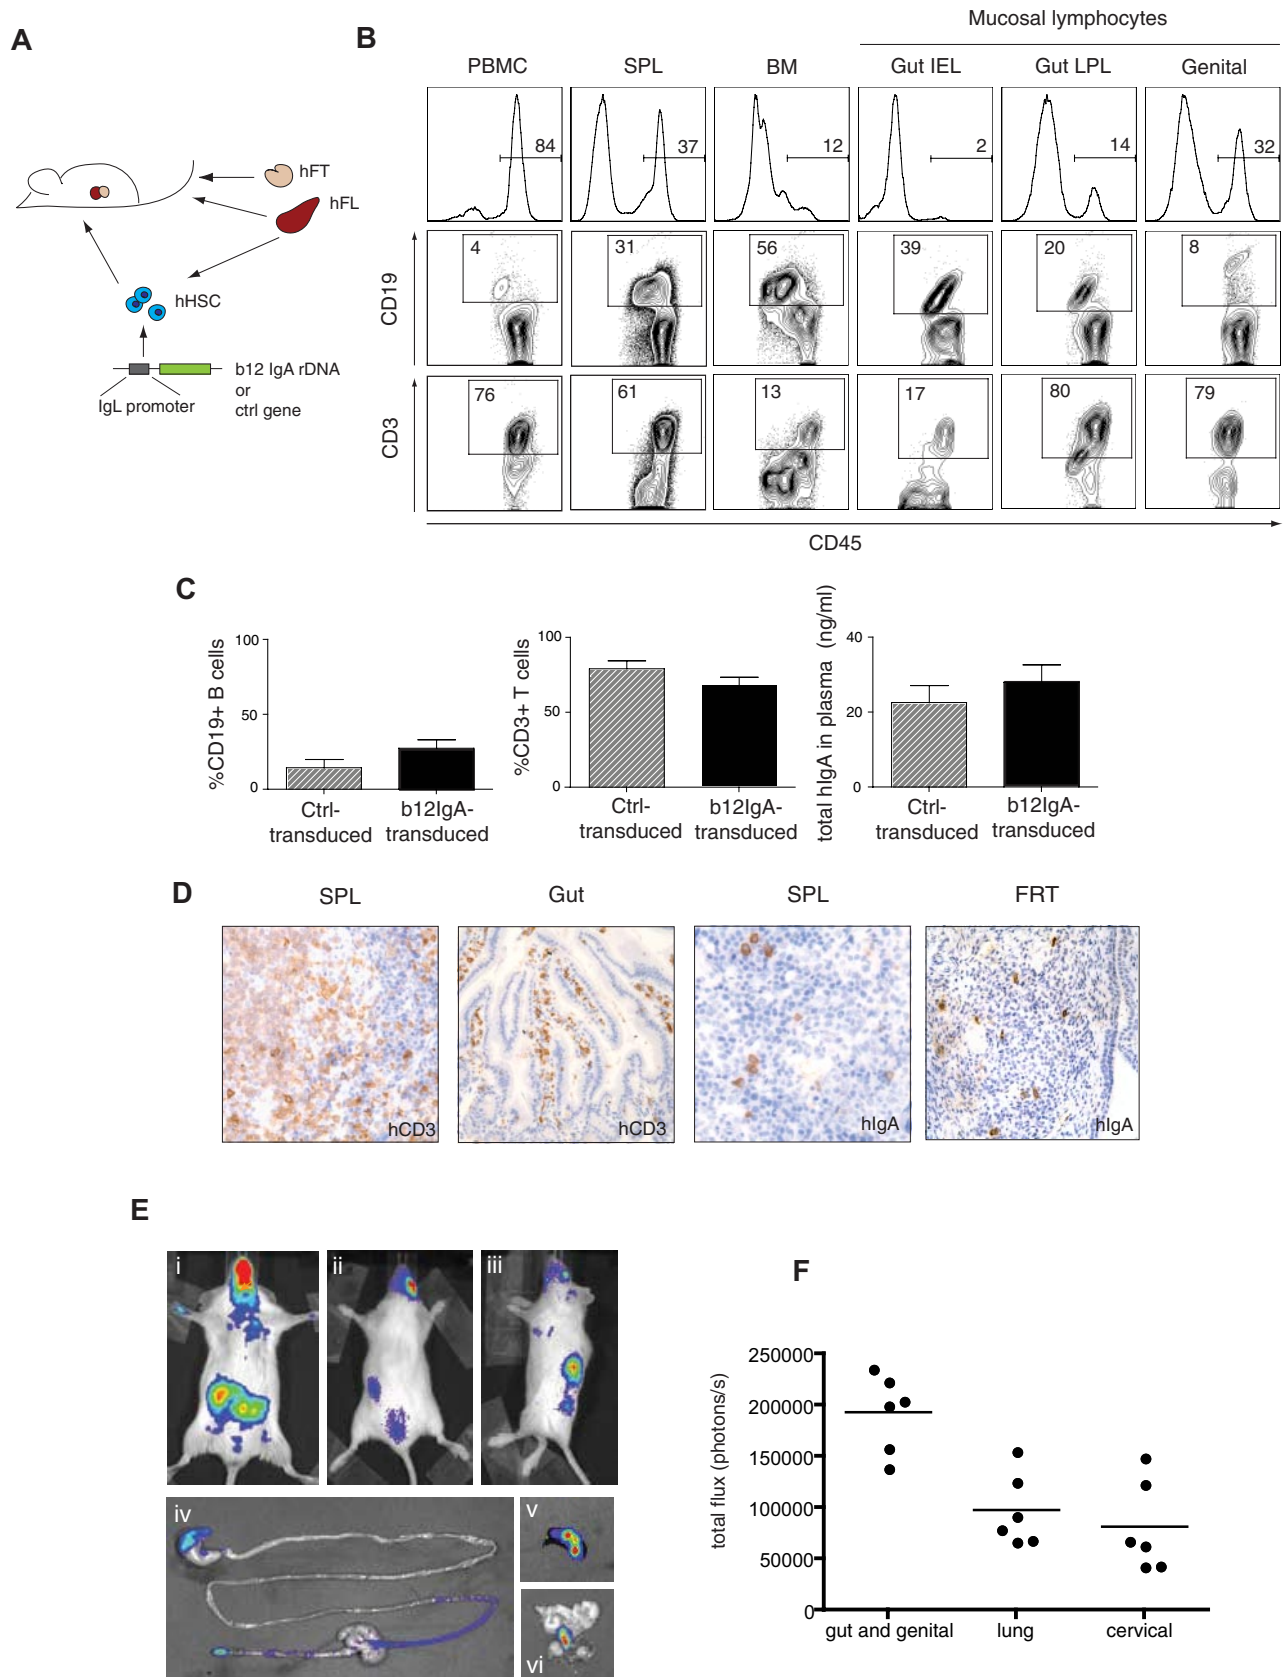 A
hFT
hFL
hHSC
b12 IgA rDNA
or
ctrl gene
IgL promoter
B
Mucosal lymphocytes
PBMC SPL BM Gut IEL Gut LPL Genital
84 37 12 2 14 32
CD19
4 31 56 39 20 8
CD3
76 61 13 17 80 79
CD45
C
%CD19+ B cells
100
50
0
Ctrl-transduced
b12IgA-transduced
%CD3+ T cells
100
50
0
Ctrl-transduced
b12IgA-transduced
total hIgA in plasma (ng/ml)
40
20
0
Ctrl-transduced
b12IgA-transduced
D
SPL Gut SPL FRT
hCD3 hCD3 hIgA hIgA
E
i ii iii
iv v
vi
F
total flux (photons/s)
250000
200000
150000
100000
50000
0
gut and genital lung cervical